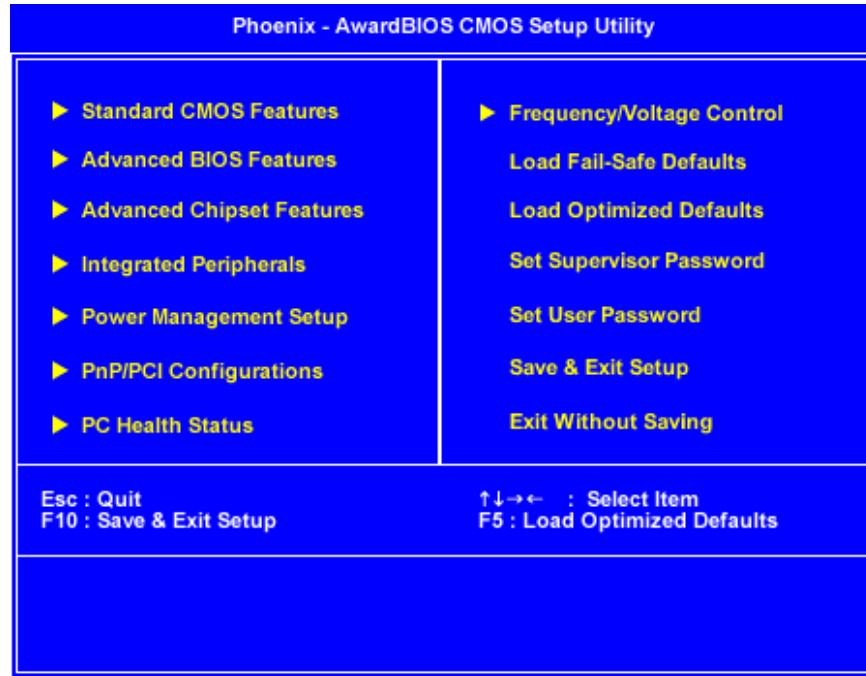 Phoenix - AwardBIOS CMOS Setup Utility
▶ Standard CMOS Features
▶ Advanced BIOS Features
▶ Advanced Chipset Features
▶ Integrated Peripherals
▶ Power Management Setup
▶ PnP/PCI Configurations
▶ PC Health Status
▶ Frequency/Voltage Control
Load Fail-Safe Defaults
Load Optimized Defaults
Set Supervisor Password
Set User Password
Save & Exit Setup
Exit Without Saving
Esc : Quit
F10 : Save & Exit Setup
↑↓→← : Select Item
F5 : Load Optimized Defaults